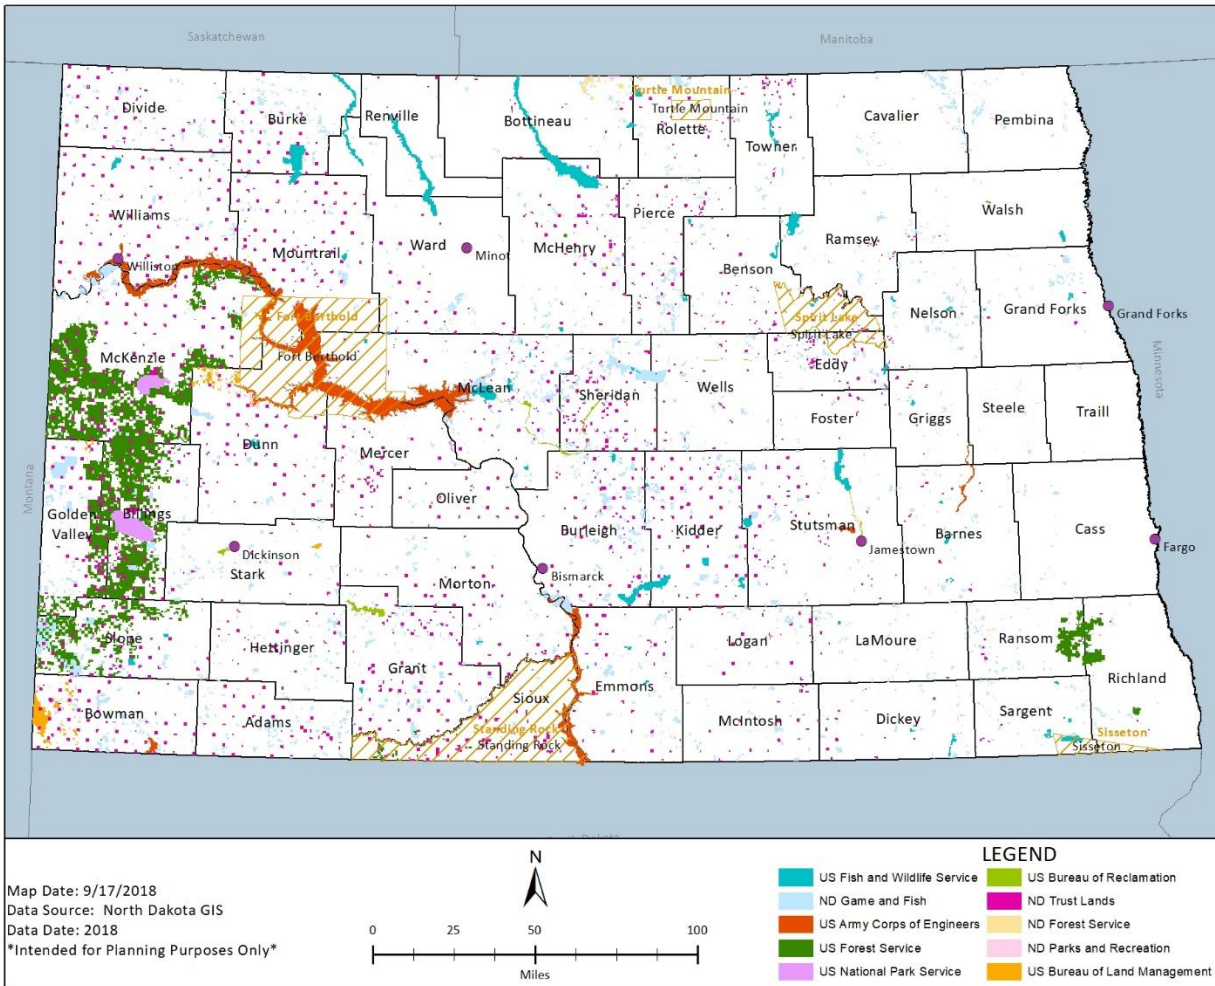 Saskatchewan
Manitoba
Divide
Burke
Renville
Bottineau
Turtle Mountain
Turtle Mountain
Rolette
Towner
Cavalier
Pembina
Williams
Mountrail
Ward
Minot
McHenry
Pierce
Benson
Ramsey
Walsh
Williston
Nelson
Grand Forks
Grand Forks
Fort Berthold
Fort Berthold
Spirit Lake
Spirit Lake
Eddy
McKenzie
McLean
Sheridan
Wells
Foster
Griggs
Steele
Traill
Minnesota
Dunn
Mercer
Oliver
Montana
Golden
Valley
Billings
Burleigh
Kidder
Stutsman
Jamestown
Barnes
Cass
Fargo
Dickinson
Stark
Morton
Bismarck
Slope
Hettinger
Grant
Logan
LaMoure
Ransom
Richland
Bowman
Adams
Sioux
Standing Rock
Standing Rock
Emmons
McIntosh
Dickey
Sargent
Sisseton
Sisseton
Map Date: 9/17/2018
Data Source: North Dakota GIS
Data Date: 2018
*Intended for Planning Purposes Only*
N
0 25 50 100
Miles
LEGEND
US Fish and Wildlife Service
ND Game and Fish
US Army Corps of Engineers
US Forest Service
US National Park Service
US Bureau of Reclamation
ND Trust Lands
ND Forest Service
ND Parks and Recreation
US Bureau of Land Management